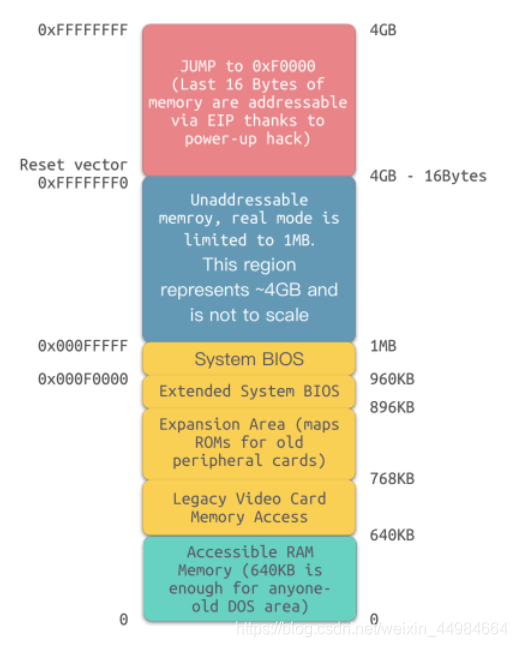 0xFFFFFFFF
4GB
JUMP to 0xF0000
(Last 16 Bytes of
memory are addressable
via EIP thanks to
power-up hack)
Reset vector
0xFFFFFFF0
4GB - 16Bytes
Unaddressable
memroy, real mode is
limited to 1MB.
This region
represents ~4GB and
is not to scale
0x000FFFFF
1MB
System BIOS
0x000F0000
960KB
Extended System BIOS
896KB
Expansion Area (maps
ROMs for old
peripheral cards)
768KB
Legacy Video Card
Memory Access
640KB
Accessible RAM
Memory (640KB is
enough for anyone-
old DOS area)
0
0
https://blog.csdn.net/weixin_44984664